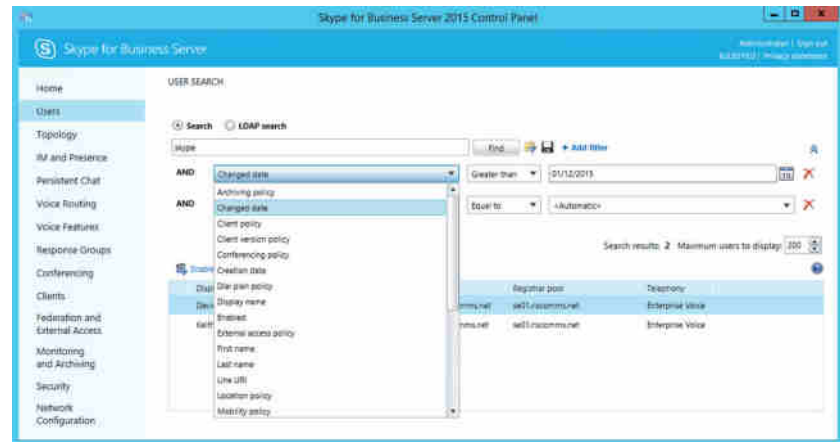 Skype for Business Server 2015 Control Panel
Skype for Business Server
Administrator | Sign out
Privacy statement
Home
Users
Topology
IM and Presence
Persistent Chat
Voice Routing
Voice Features
Response Groups
Conferencing
Clients
Federation and
External Access
Monitoring
and Archiving
Security
Network
Configuration
USER SEARCH
Search LDAP search
skype Find + Add filter
AND Changed date Greater than 01/12/2015
AND Equal to <Automatic>
Archiving policy
Changed date
Client policy
Client version policy
Conferencing policy
Creation date
Dial plan policy
Display name
Enabled
External access policy
First name
Last name
Line URI
Location policy
Mobility policy
Search results: 2 Maximum users to display: 200
Registrar pool Telephony
Enterprise Voice
Enterprise Voice